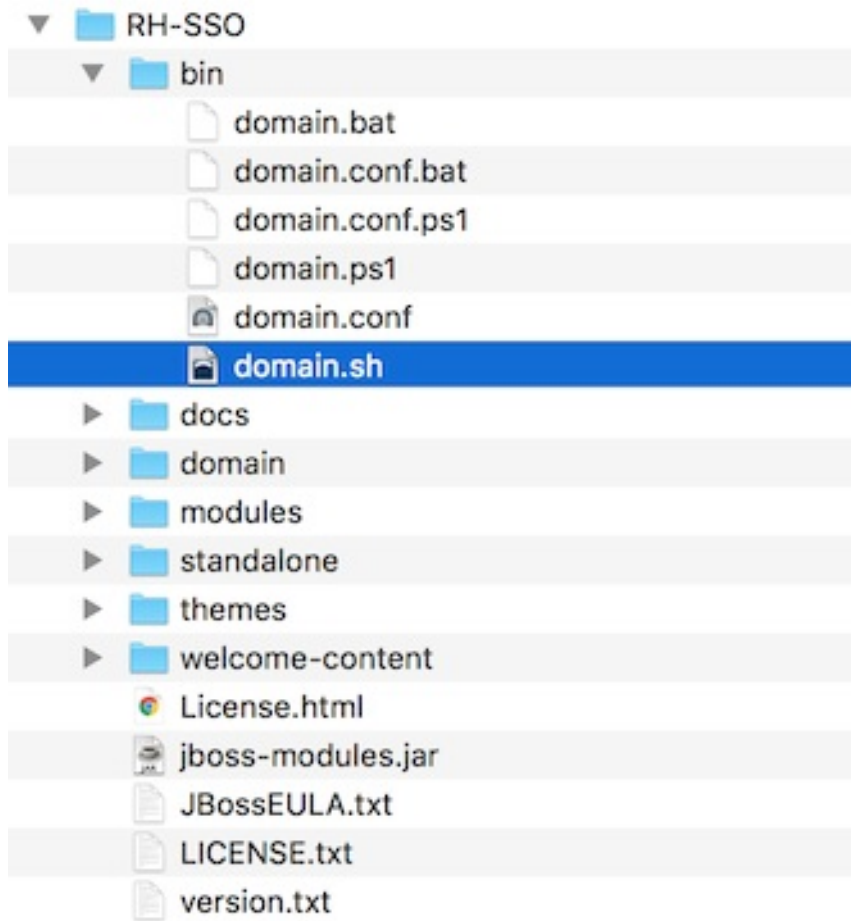 RH-SSO
bin
domain.bat
domain.conf.bat
domain.conf.ps1
domain.ps1
domain.conf
domain.sh
docs
domain
modules
standalone
themes
welcome-content
License.html
jboss-modules.jar
JBossEULA.txt
LICENSE.txt
version.txt